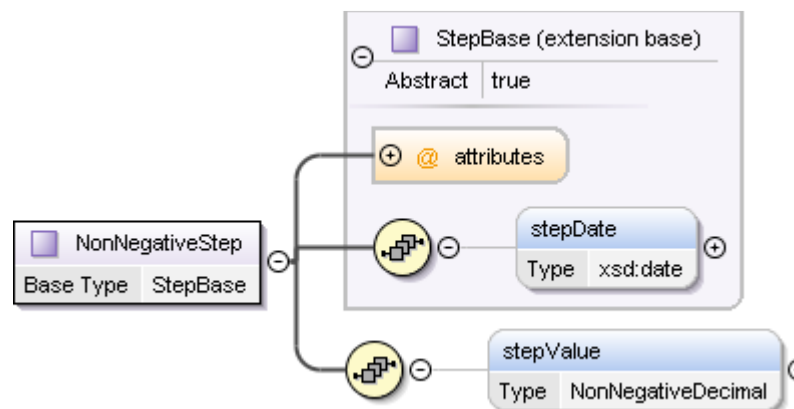 StepBase (extension base)
Abstract true
@ attributes
stepDate
Type xsd:date
NonNegativeStep
Base Type StepBase
stepValue
Type NonNegativeDecimal